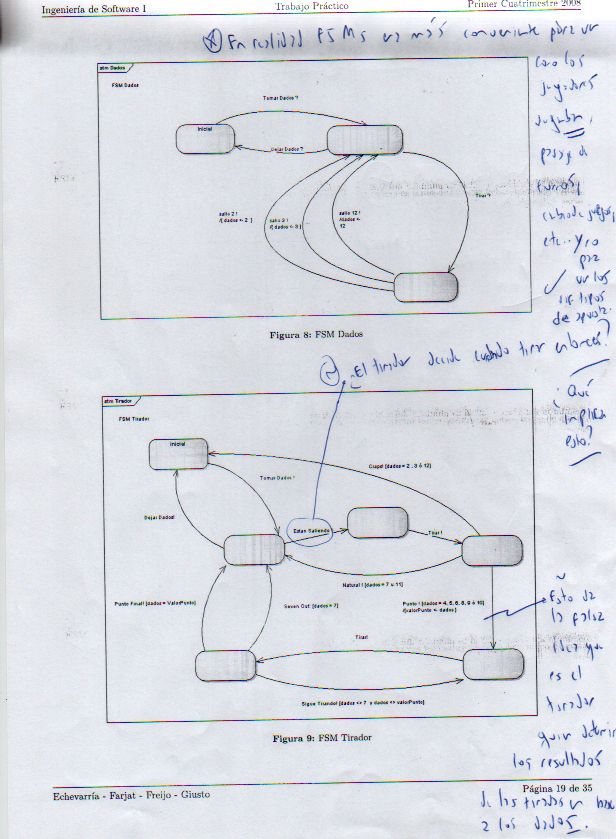 Ingeniería de Software I Trabajo Práctico Primer Cuatrimestre 2008
En realidad FSMs es más conveniente para ver
como los
jugadores
juegan,
pasaje de
turnos,
etc.. y no
para
ver los
dif tipos
de
stm Dados
FSM Dados
Tomar Dados ?
Inicial
Dejar Dados ?
salio 2 !
/[ dados <- 2 ]
salio 3 !
/[ dados <- 3 ]
salio 12 !
/dados <-
12
Tirar ?
Figura 8: FSM Dados
El tirador decide cuando tirar entonces?
¿Qué
implica
esto?
stm Tirador
FSM Tirador
Inicial
Craps! [dados = 2 , 3 ó 12]
Tomar Dados !
Dejar Dados!
Estan Saliendo
Tirar !
Natural ! [dados = 7 u 11]
Punto Final! [dados = ValorPunto]
Seven Out! [dados = 7]
Punto ! [dados = 4, 5, 6, 8, 9 ó 10]
/[valorPunto <- dados ]
Tirar!
Sigue Tirando! [dados <> 7 y dados <> valorPunto]
Esto da
la falsa
idea que
es el
tirador
quien
los resultados
de los tiradas en base
a los dados.
Figura 9: FSM Tirador
Echevarría - Farjat - Freijo - Giusto Página 19 de 35